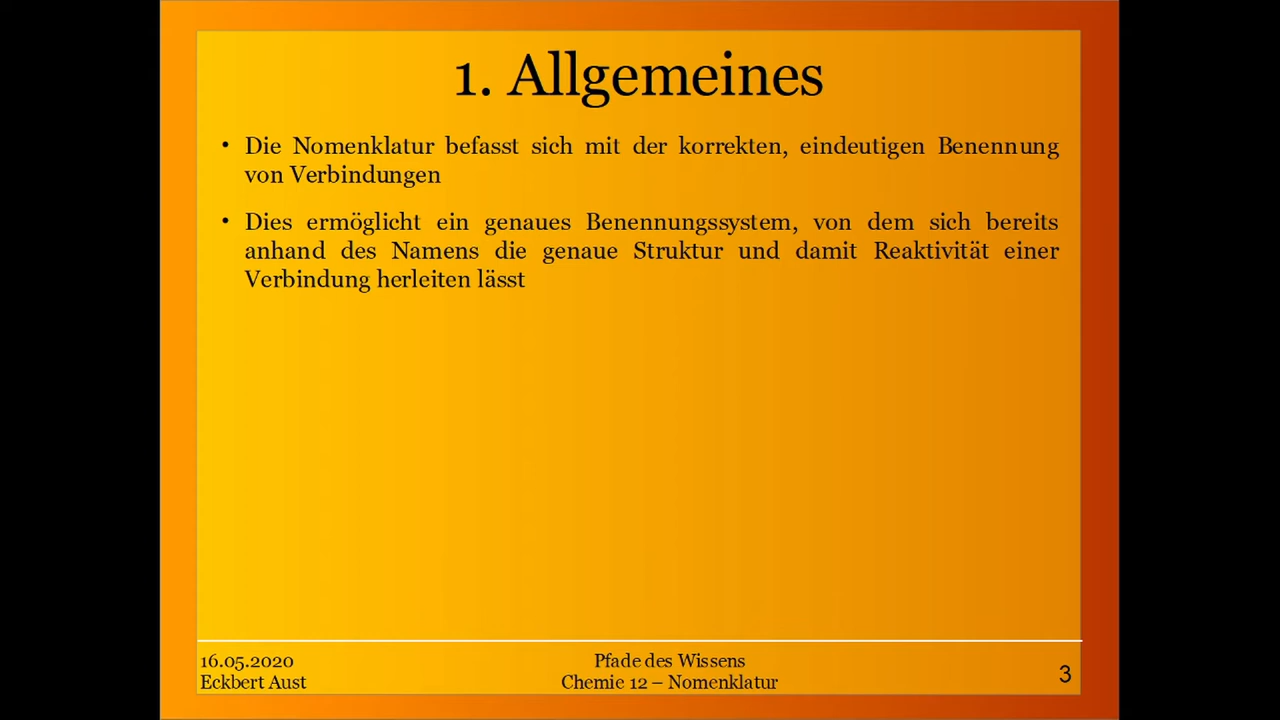 1. Allgemeines
• Die Nomenklatur befasst sich mit der korrekten, eindeutigen Benennung
von Verbindungen
• Dies ermöglicht ein genaues Benennungssystem, von dem sich bereits
anhand des Namens die genaue Struktur und damit Reaktivität einer
Verbindung herleiten lässt
16.05.2020
Eckbert Aust
Pfade des Wissens
Chemie 12 – Nomenklatur
3